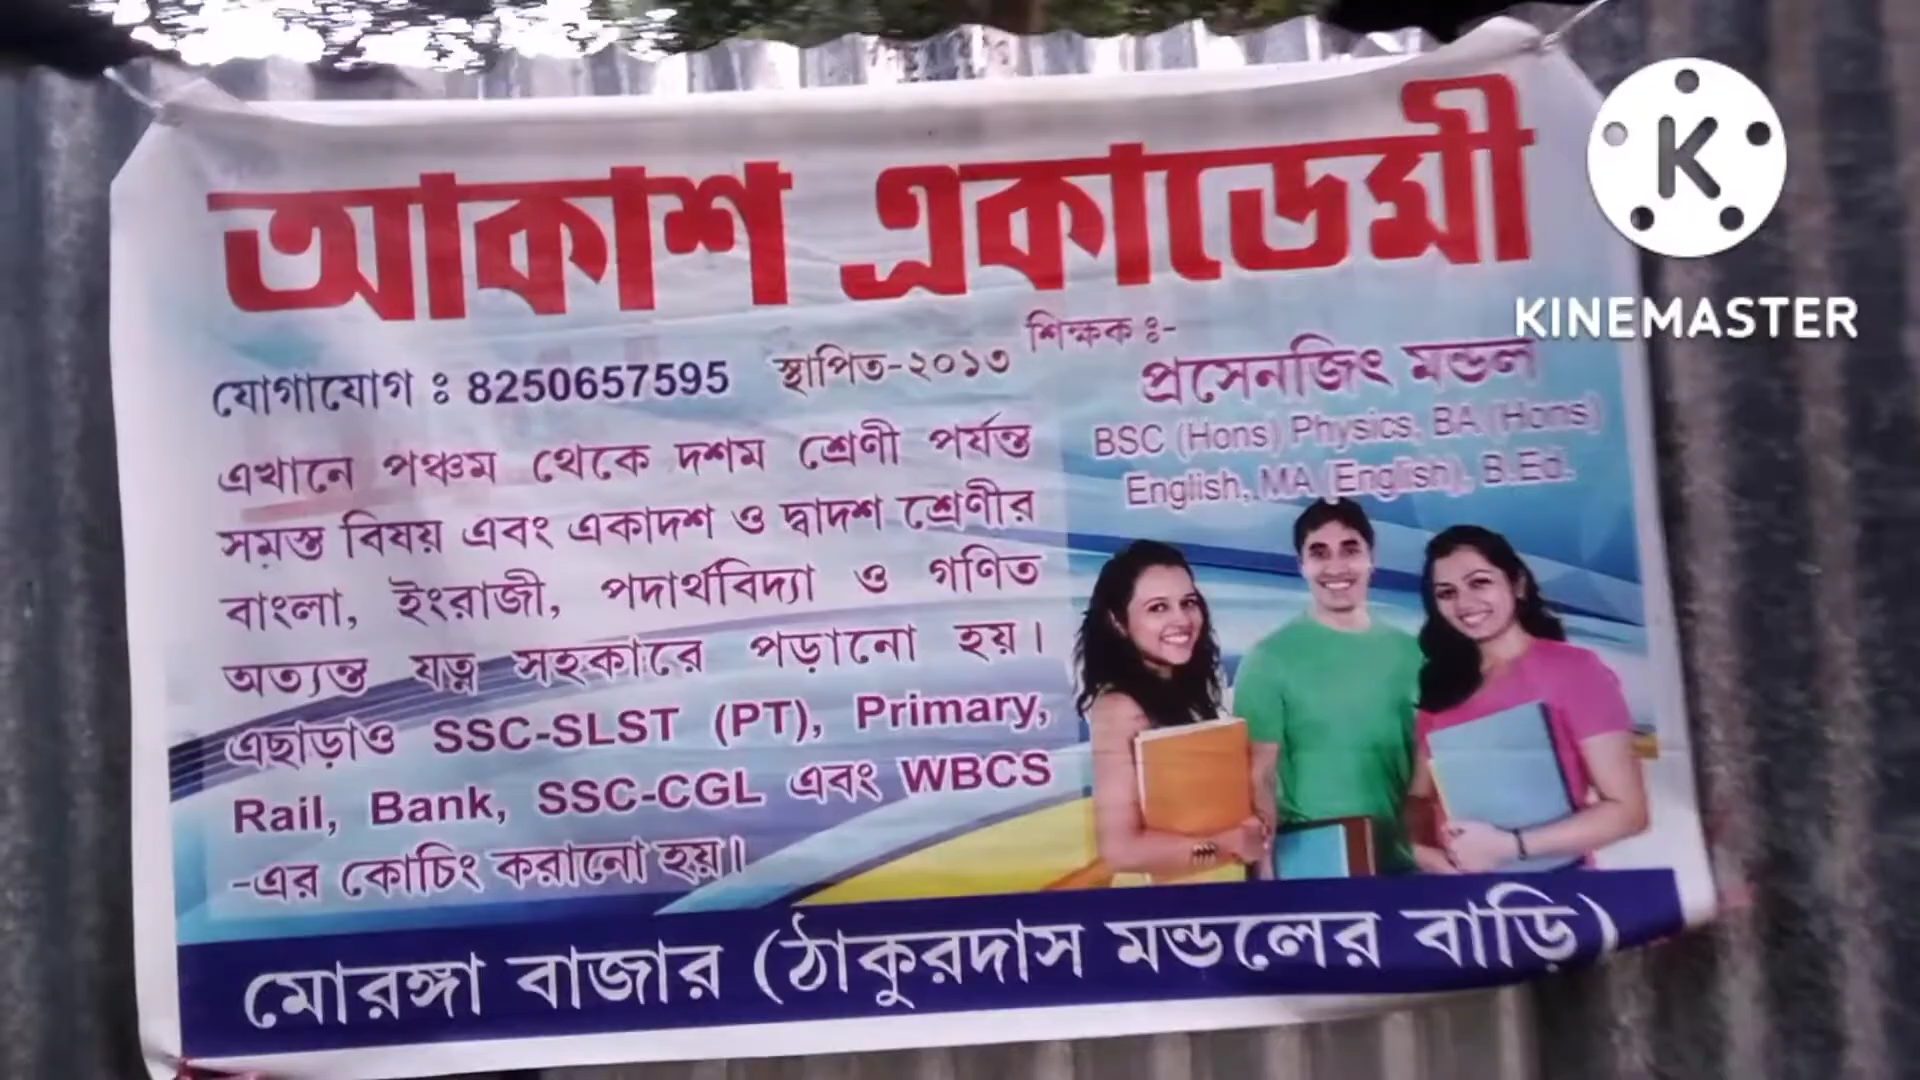 আকাশ একাডেমী
যোগাযোগ ঃ 8250657595 স্থাপিত-২০১৩
এখানে পঞ্চম থেকে দশম শ্রেণী পর্যন্ত
সমস্ত বিষয় এবং একাদশ ও দ্বাদশ শ্রেণীর
বাংলা, ইংরাজী, পদার্থবিদ্যা ও গণিত
অত্যন্ত যত্ন সহকারে পড়ানো হয়।
এছাড়াও SSC-SLST (PT), Primary,
Rail, Bank, SSC-CGL এবং WBCS
-এর কোচিং করানো হয়।
শিক্ষক ঃ-
প্রসেনজিৎ মন্ডল
BSC (Hons) Physics, BA (Hons)
English, MA (English), B.Ed.
মোরঙ্গা বাজার (ঠাকুরদাস মন্ডলের বাড়ি)
K
KINEMASTER